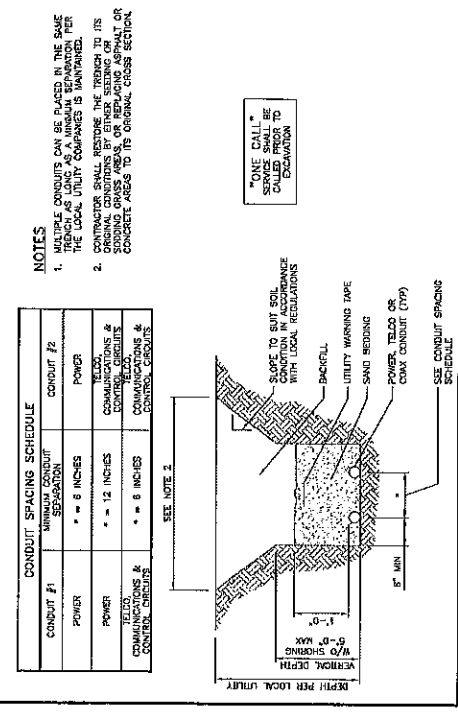 CONDUIT SPACING SCHEDULE
CONDUIT #1
MINIMUM CONDUIT
SEPARATION
CONDUIT #2
POWER
* = 6 INCHES
POWER
POWER
* = 12 INCHES
TELCO,
COMMUNICATIONS &
CONTROL CIRCUITS
TELCO,
COMMUNICATIONS &
CONTROL CIRCUITS
* = 6 INCHES
TELCO,
COMMUNICATIONS &
CONTROL CIRCUITS
NOTES
1. MULTIPLE CONDUITS CAN BE PLACED IN THE SAME
TRENCH AS LONG AS A MINIMUM SEPARATION PER
THE LOCAL UTILITY COMPANIES IS MAINTAINED.
2. CONTRACTOR SHALL RESTORE THE TRENCH TO ITS
ORIGINAL CONDITIONS BY EITHER SEEDING OR
SODDING GRASS AREAS, OR REPLACING ASPHALT OR
CONCRETE AREAS TO ITS ORIGINAL CROSS SECTION.
"ONE CALL"
SERVICE SHALL BE
CALLED PRIOR TO
EXCAVATION
SEE NOTE 2
SLOPE TO SUIT SOIL
CONDITION IN ACCORDANCE
WITH LOCAL REGULATIONS
BACKFILL
UTILITY WARNING TAPE
SAND BEDDING
POWER, TELCO OR
COAX CONDUIT (TYP)
SEE CONDUIT SPACING
SCHEDULE
DEPTH PER LOCAL UTILITY
VERTICAL DEPTH
W/O SHORING
5'-0" MAX
1'-0"
MIN
*